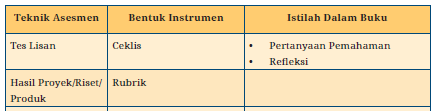 Teknik Asesmen Bentuk Instrumen Istilah Dalam Buku
Tes Lisan Ceklis • Pertanyaan Pemahaman
• Refleksi
Hasil Proyek/Riset/ Rubrik
Produk